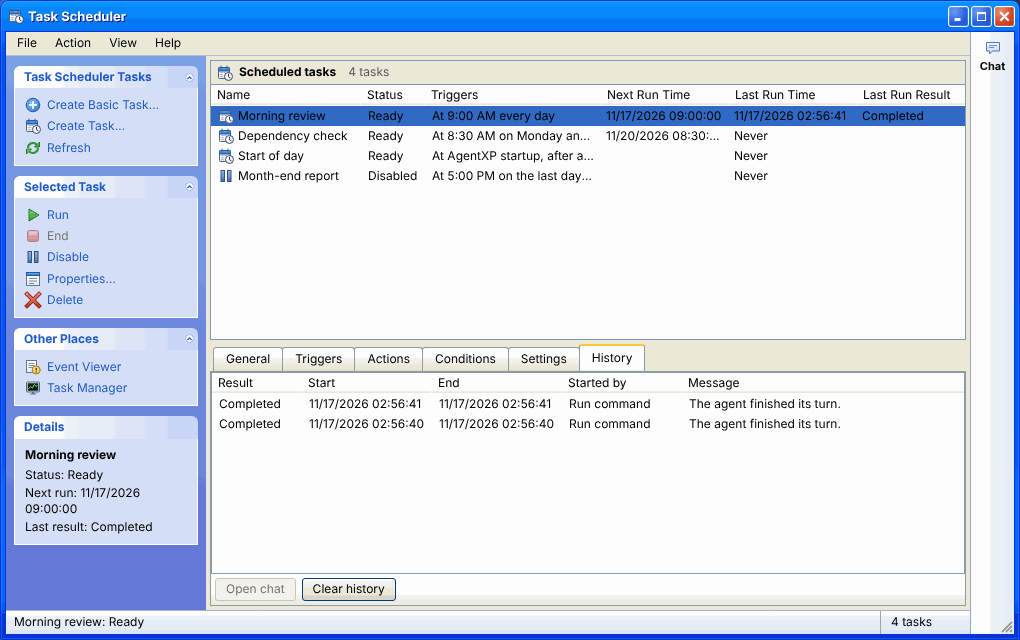 Task Scheduler
File Action View Help
Chat
Task Scheduler Tasks
Create Basic Task...
Create Task...
Refresh
Selected Task
Run
End
Disable
Properties...
Delete
Other Places
Event Viewer
Task Manager
Details
Morning review
Status: Ready
Next run: 11/17/2026
09:00:00
Last result: Completed
Scheduled tasks 4 tasks
Name Status Triggers Next Run Time Last Run Time Last Run Result
Morning review Ready At 9:00 AM every day 11/17/2026 09:00:00 11/17/2026 02:56:41 Completed
Dependency check Ready At 8:30 AM on Monday an... 11/20/2026 08:30:... Never
Start of day Ready At AgentXP startup, after a... Never
Month-end report Disabled At 5:00 PM on the last day... Never
General Triggers Actions Conditions Settings History
Result Start End Started by Message
Completed 11/17/2026 02:56:41 11/17/2026 02:56:41 Run command The agent finished its turn.
Completed 11/17/2026 02:56:40 11/17/2026 02:56:40 Run command The agent finished its turn.
Open chat Clear history
Morning review: Ready 4 tasks